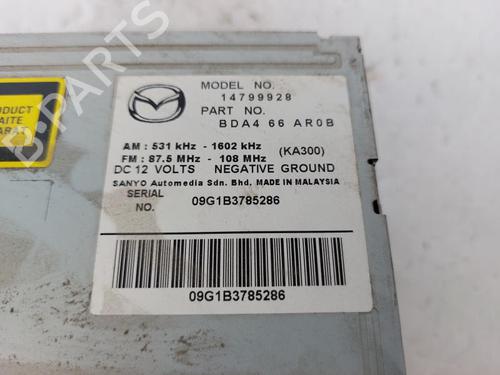 MODEL NO.
14799928
PART NO.
BDA4 66 AR0B
AM : 531 kHz - 1602 kHz
FM : 87.5 MHz - 108 MHz
(KA300)
DC 12 VOLTS NEGATIVE GROUND
SANYO Automedia Sdn. Bhd. MADE IN MALAYSIA
SERIAL
NO.
09G1B3785286
09G1B3785286